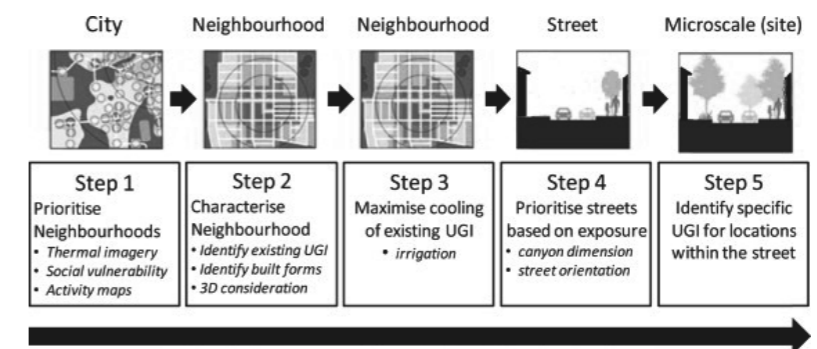 City
Neighbourhood
Neighbourhood
Street
Microscale (site)
Step 1
Prioritise
Neighbourhoods
• Thermal imagery
• Social vulnerability
• Activity maps
Step 2
Characterise
Neighbourhood
• Identify existing UGI
• Identify built forms
• 3D consideration
Step 3
Maximise cooling
of existing UGI
• irrigation
Step 4
Prioritise streets
based on exposure
• canyon dimension
• street orientation
Step 5
Identify specific
UGI for locations
within the street